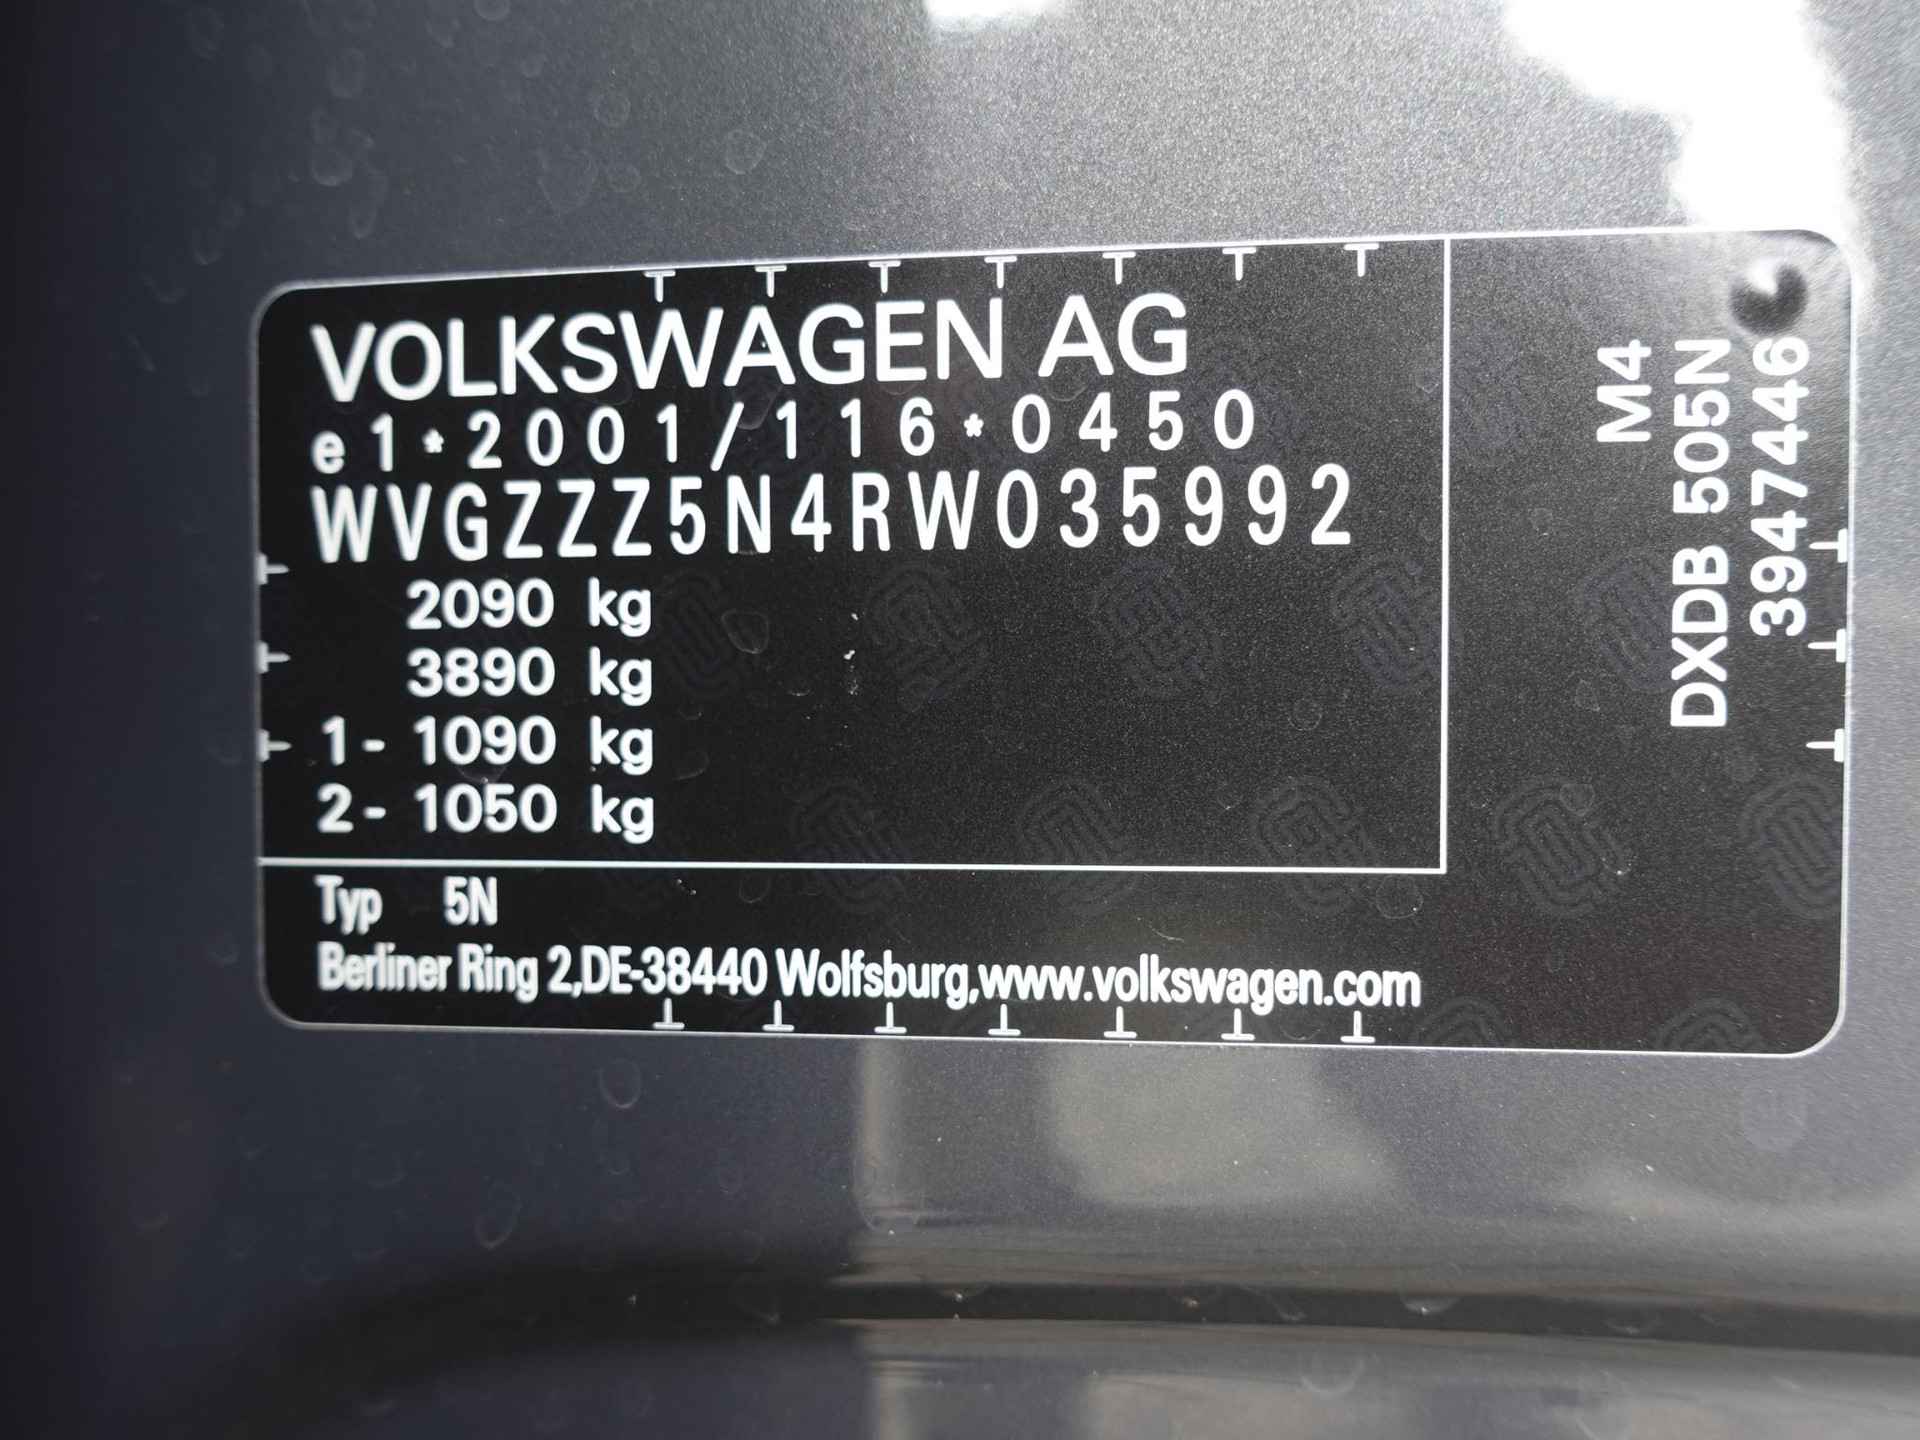 VOLKSWAGEN AG
e1*2001/116*0450
WVGZZZ5N4RW035992
2090 kg
3890 kg
1- 1090 kg
2- 1050 kg
Typ 5N
Berliner Ring 2,DE-38440 Wolfsburg,www.volkswagen.com
M4
DXDB 505N
3947446